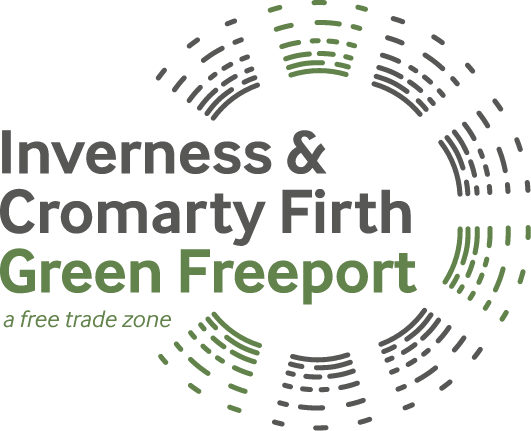 Inverness &
Cromarty Firth
Green Freeport
a free trade zone